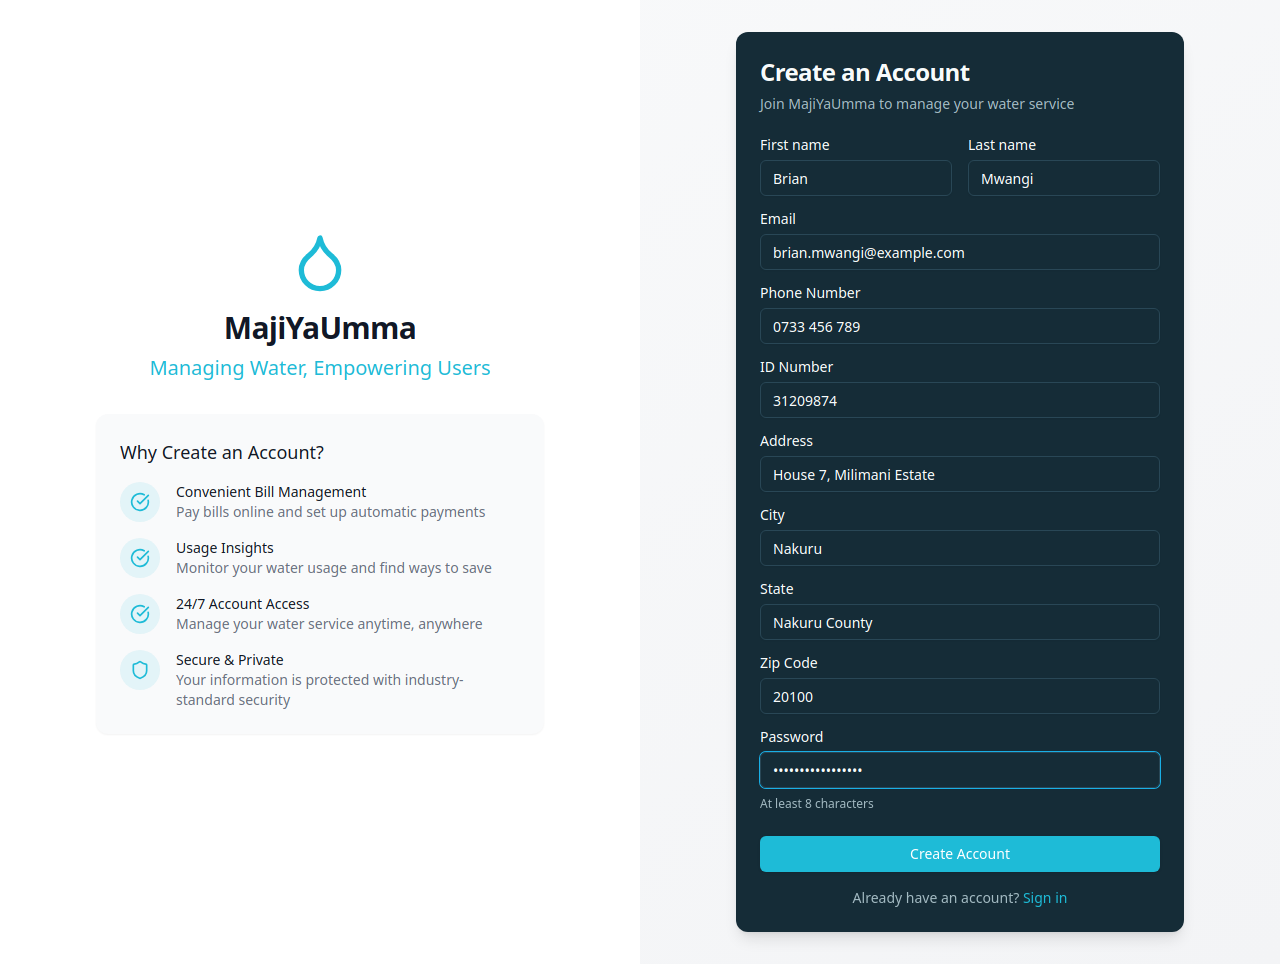 MajiYaUmma
Managing Water, Empowering Users
Why Create an Account?
Convenient Bill Management
Pay bills online and set up automatic payments
Usage Insights
Monitor your water usage and find ways to save
24/7 Account Access
Manage your water service anytime, anywhere
Secure & Private
Your information is protected with industry-
standard security
Create an Account
Join MajiYaUmma to manage your water service
First name
Last name
Brian
Mwangi
Email
brian.mwangi@example.com
Phone Number
0733 456 789
ID Number
31209874
Address
House 7, Milimani Estate
City
Nakuru
State
Nakuru County
Zip Code
20100
Password
•••••••••••••••••
At least 8 characters
Create Account
Already have an account? Sign in